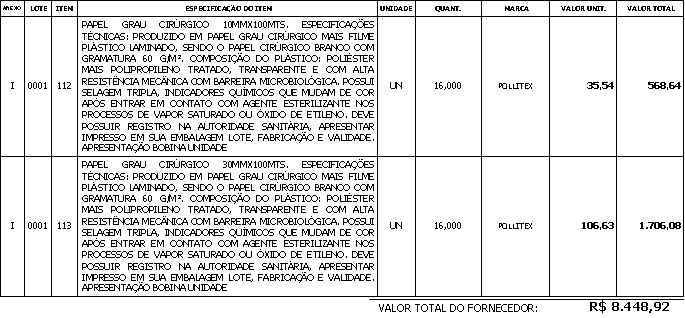 ANEXO LOTE ITEM ESPECIFICAÇÃO DO ITEM UNIDADE QUANT. MARCA VALOR UNIT. VALOR TOTAL
PAPEL GRAU CIRÚRGICO 10MMX100MTS. ESPECIFICAÇÕES
TÉCNICAS: PRODUZIDO EM PAPEL GRAU CIRÚRGICO MAIS FILME
PLÁSTICO LAMINADO, SENDO O PAPEL CIRÚRGICO BRANCO COM
GRAMATURA 60 G/M². COMPOSIÇÃO DO PLÁSTICO: POLIÉSTER
MAIS POLIPROPILENO TRATADO, TRANSPARENTE E COM ALTA
RESISTÊNCIA MECÂNICA COM BARREIRA MICROBIOLÓGICA. POSSUI
I 0001 112 SELAGEM TRIPLA, INDICADORES QUÍMICOS QUE MUDAM DE COR UN 16,000 POLLITEX 35,54 568,64
APÓS ENTRAR EM CONTATO COM AGENTE ESTERILIZANTE NOS
PROCESSOS DE VAPOR SATURADO OU ÓXIDO DE ETILENO. DEVE
POSSUIR REGISTRO NA AUTORIDADE SANITÁRIA, APRESENTAR
IMPRESSO EM SUA EMBALAGEM LOTE, FABRICAÇÃO E VALIDADE.
APRESENTAÇÃO BOBINA UNIDADE
PAPEL GRAU CIRÚRGICO 30MMX100MTS. ESPECIFICAÇÕES
TÉCNICAS: PRODUZIDO EM PAPEL GRAU CIRÚRGICO MAIS FILME
PLÁSTICO LAMINADO, SENDO O PAPEL CIRÚRGICO BRANCO COM
GRAMATURA 60 G/M². COMPOSIÇÃO DO PLÁSTICO: POLIÉSTER
MAIS POLIPROPILENO TRATADO, TRANSPARENTE E COM ALTA
RESISTÊNCIA MECÂNICA COM BARREIRA MICROBIOLÓGICA. POSSUI
I 0001 113 SELAGEM TRIPLA, INDICADORES QUÍMICOS QUE MUDAM DE COR UN 16,000 POLLITEX 106,63 1.706,08
APÓS ENTRAR EM CONTATO COM AGENTE ESTERILIZANTE NOS
PROCESSOS DE VAPOR SATURADO OU ÓXIDO DE ETILENO. DEVE
POSSUIR REGISTRO NA AUTORIDADE SANITÁRIA, APRESENTAR
IMPRESSO EM SUA EMBALAGEM LOTE, FABRICAÇÃO E VALIDADE.
APRESENTAÇÃO BOBINA UNIDADE
VALOR TOTAL DO FORNECEDOR: R$ 8.448,92